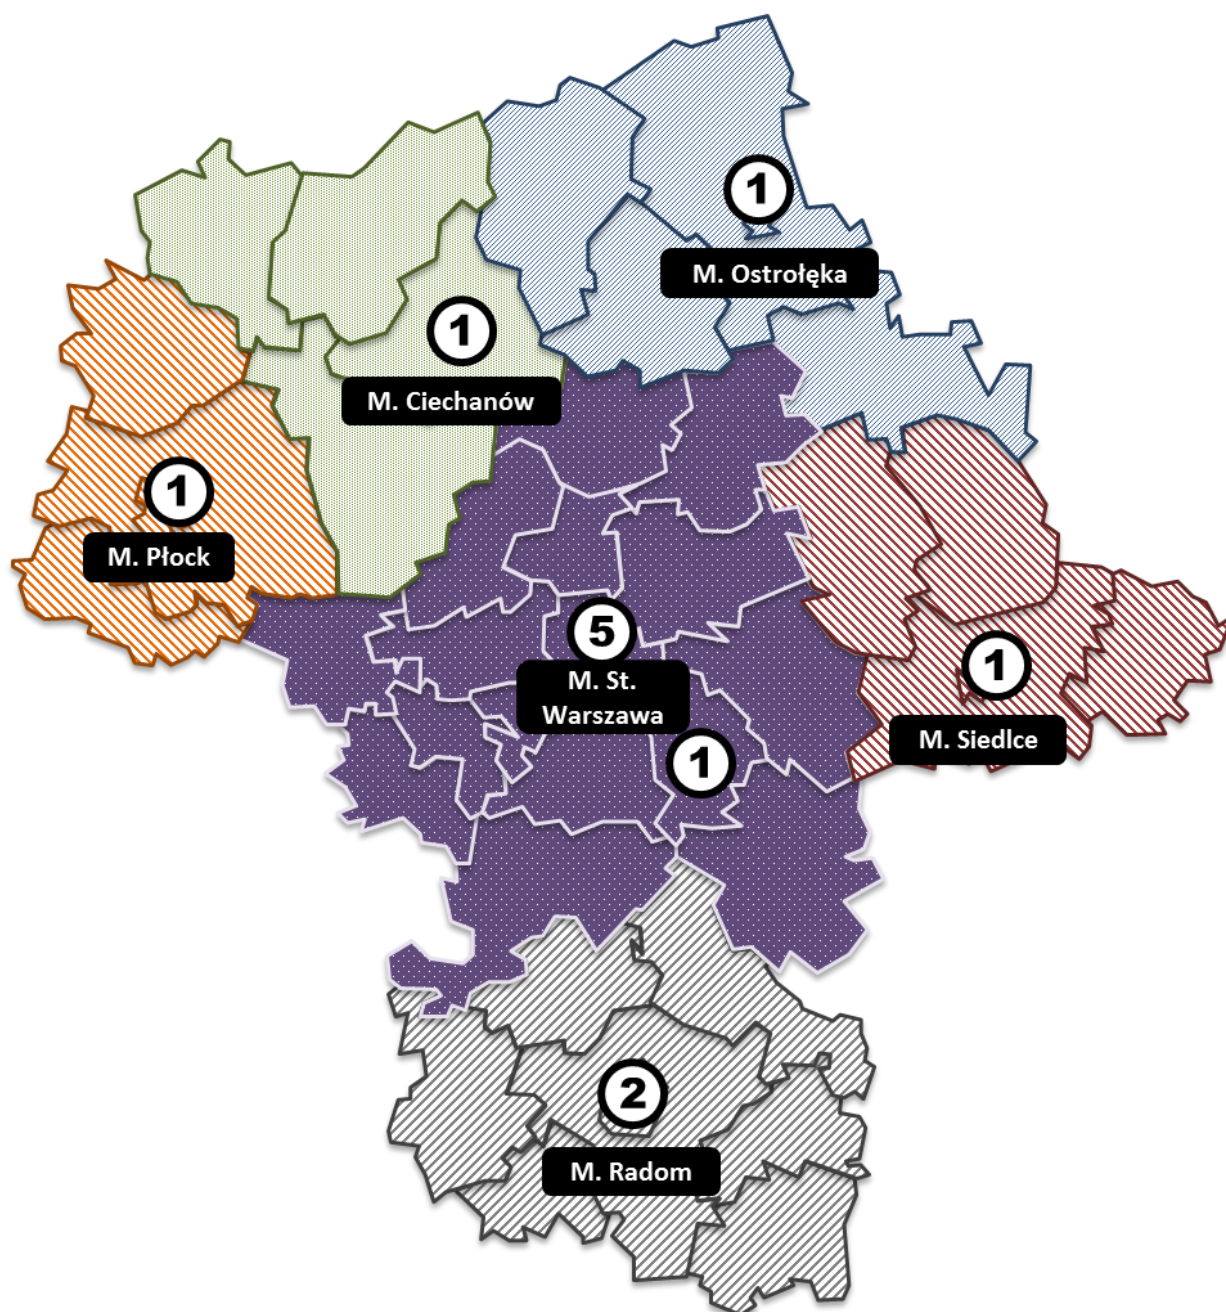 1
M. Ostrołęka
1
M. Ciechanów
1
M. Płock
5
M. St.
Warszawa
1
M. Siedlce
1
2
M. Radom